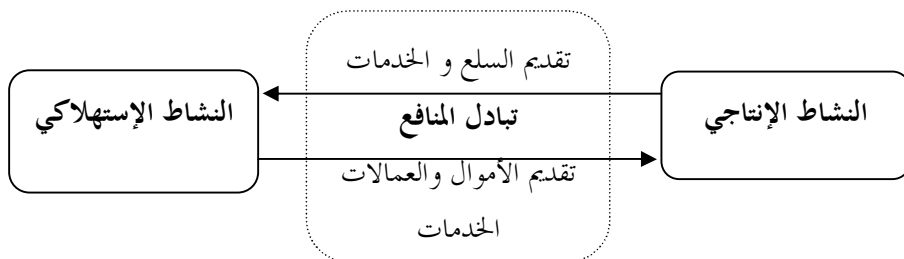 تقديم السلع و الخدمات
النشاط الإنتاجي
تبادل المنافع
النشاط الإستهلاكي
تقديم الأموال والعمالات
الخدمات